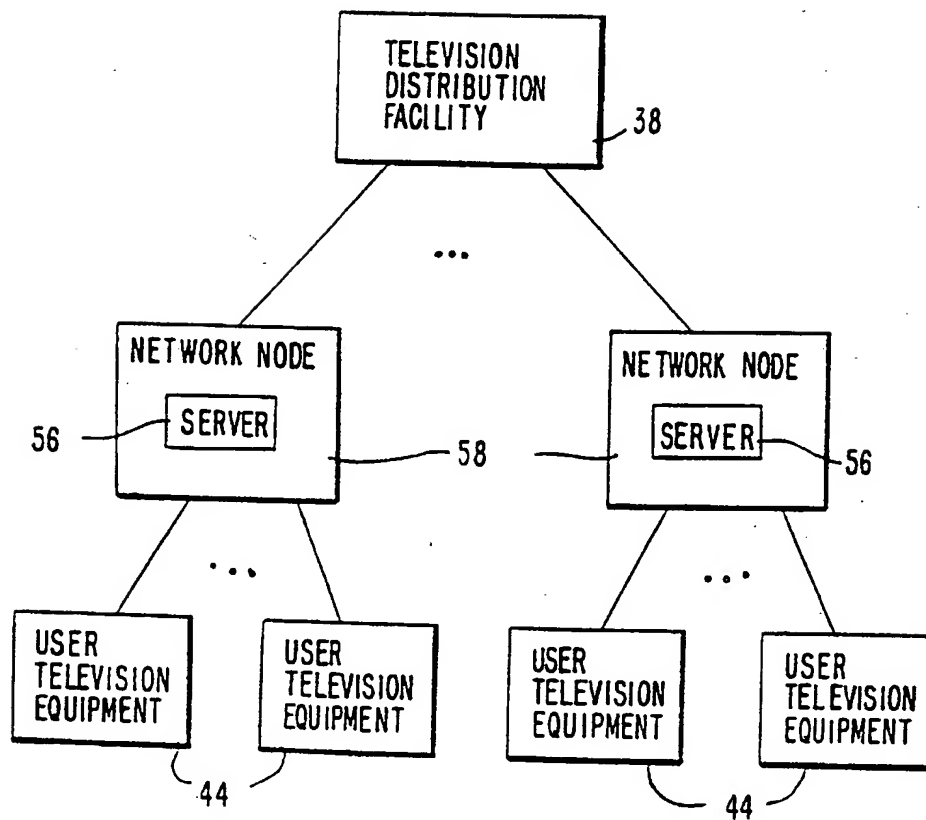 TELEVISION
DISTRIBUTION
FACILITY
38
...
NETWORK NODE
SERVER
56
58
NETWORK NODE
SERVER
56
...
...
USER
TELEVISION
EQUIPMENT
USER
TELEVISION
EQUIPMENT
USER
TELEVISION
EQUIPMENT
USER
TELEVISION
EQUIPMENT
44
44